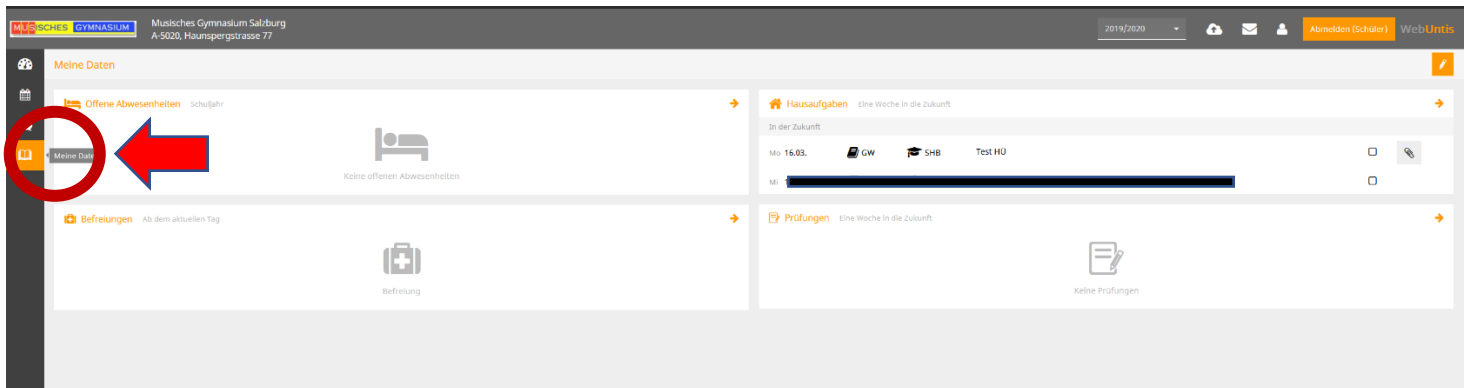 MUSISCHES GYMNASIUM
Musisches Gymnasium Salzburg
A-5020, Haunspergstrasse 77
2019/2020
Abmelden (Schüler)
WebUntis
Meine Daten
Offene Abwesenheiten Schuljahr
Keine offenen Abwesenheiten
Hausaufgaben Eine Woche in die Zukunft
In der Zukunft
Mo 16.03. GW SHB Test HÜ
Mi
Meine Daten
Befreiungen Ab dem aktuellen Tag
Befreiung
Prüfungen Eine Woche in die Zukunft
Keine Prüfungen